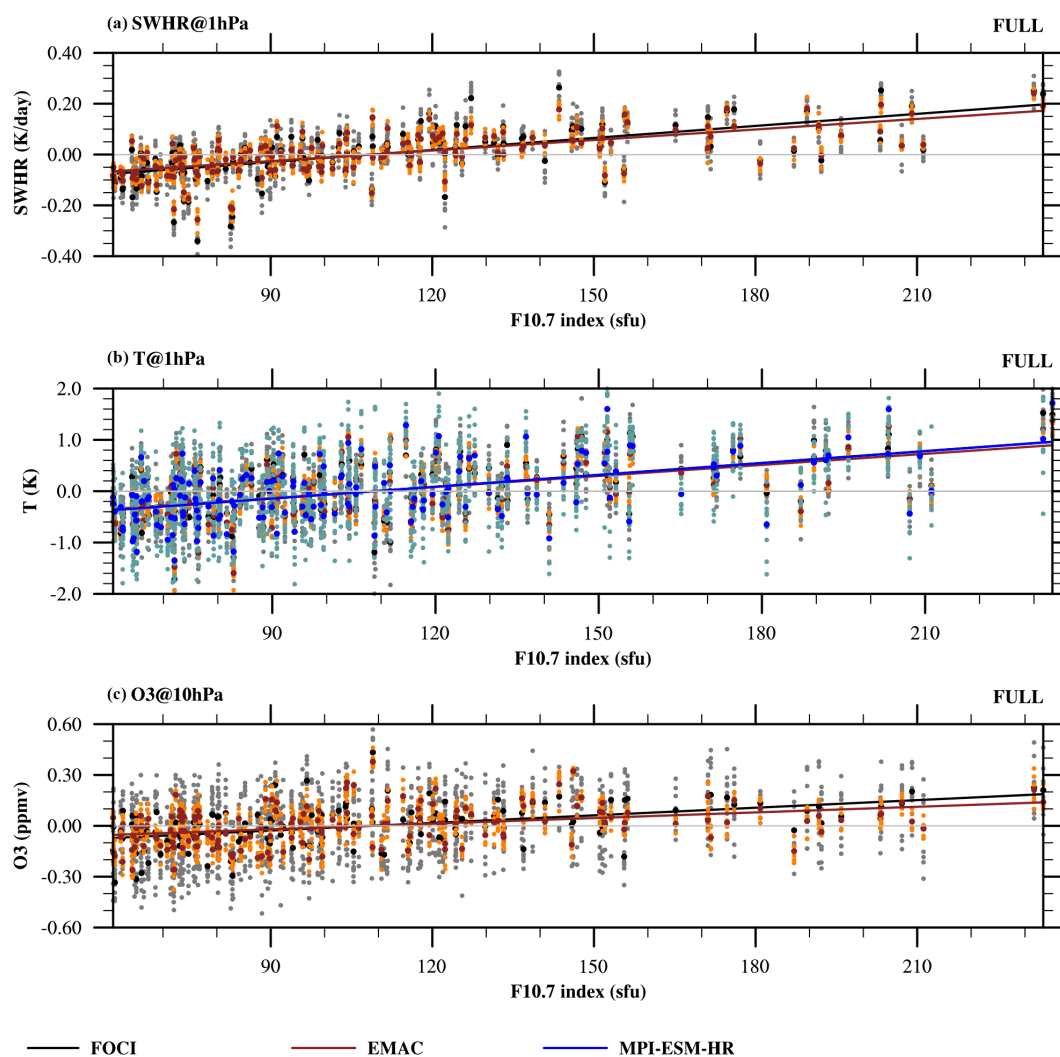 (a) SWHR@1hPa FULL
0.40
0.20
0.00
-0.20
-0.40
SWHR (K/day)
90 120 150 180 210
F10.7 index (sfu)
(b) T@1hPa FULL
2.0
1.0
0.0
-1.0
-2.0
T (K)
90 120 150 180 210
F10.7 index (sfu)
(c) O3@10hPa FULL
0.60
0.30
0.00
-0.30
-0.60
O3 (ppmv)
90 120 150 180 210
F10.7 index (sfu)
FOCI EMAC MPI-ESM-HR